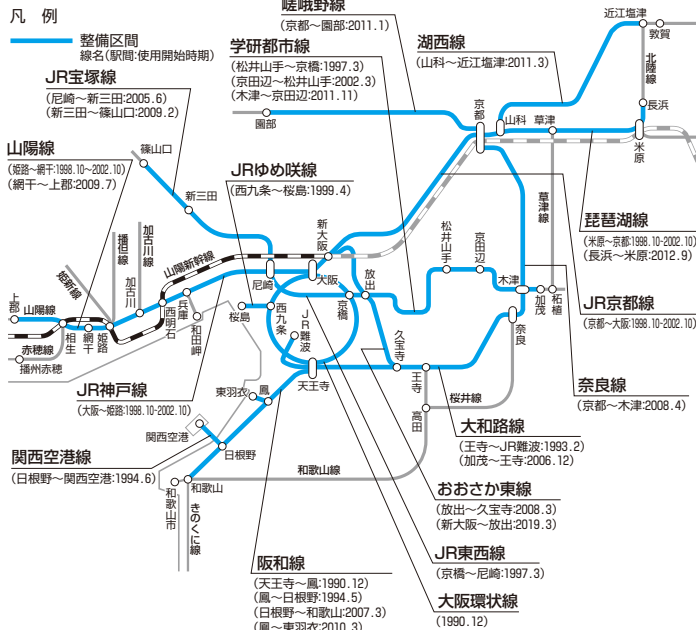 凡 例
整備区間
線名(駅間:使用開始時期)
嵯峨野線
(京都～園部:2011.1)
学研都市線
(松井山手～京橋:1997.3)
(京田辺～松井山手:2002.3)
(木津～京田辺:2011.11)
湖西線
(山科～近江塩津:2011.3)
近江塩津
敦賀
北陸線
長浜
米原
JR宝塚線
(尼崎～新三田:2005.6)
(新三田～篠山口:2009.2)
園部
京都
山科
草津
草津線
山陽線
(姫路～網干:1998.10～2002.10)
(網干～上郡:2009.7)
篠山口
新三田
JRゆめ咲線
(西九条～桜島:1999.4)
琵琶湖線
(米原～京都:1998.10-2002.10)
(長浜～米原:2012.9)
新大阪
松井山手
京田辺
木津
加茂
柘植
加古川線
播但線
姫新線
山陽新幹線
加古川
尼崎
大阪
放出
京橋
JR京都線
(京都～大阪:1998.10-2002.10)
上郡
山陽線
相生
網干
姫路
西明石
兵庫
和田岬
桜島
西九条
JR難波
久宝寺
奈良
赤穂線
播州赤穂
JR神戸線
(大阪～姫路:1998.10-2002.10)
東羽衣
鳳
天王寺
王寺
高田
桜井線
奈良線
(京都～木津:2008.4)
関西空港
日根野
大和路線
(王寺～JR難波:1993.2)
(加茂～王寺:2006.12)
関西空港線
(日根野～関西空港:1994.6)
和歌山線
和歌山
和歌山市
きのくに線
おおさか東線
(放出～久宝寺:2008.3)
(新大阪～放出:2019.3)
阪和線
(天王寺～鳳:1990.12)
(鳳～日根野:1994.5)
(日根野～和歌山:2007.3)
(鳳～東羽衣:2010.3)
JR東西線
(京橋～尼崎:1997.3)
大阪環状線
(1990.12)